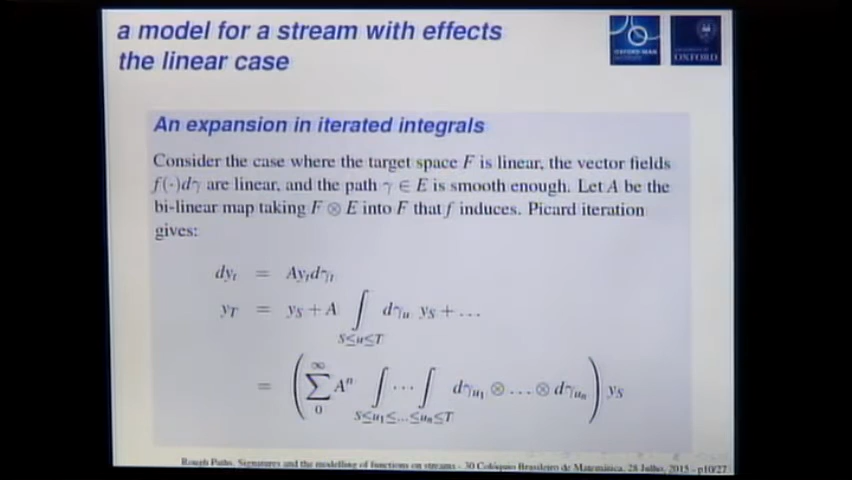 a model for a stream with effects
the linear case
OXFORD-MAN
OXFORD
An expansion in iterated integrals
Consider the case where the target space F is linear, the vector fields
f(·)dγ are linear, and the path γ ∈ E is smooth enough. Let A be the
bi-linear map taking F ⊗ E into F that f induces. Picard iteration
gives:
dy_t = Ay_t dγ_t
y_T = y_S + A ∫_{S≤u≤T} dγ_u y_S + …
= (∑_0^∞ A^n ∫⋯∫_{S≤u_1≤…≤u_n≤T} dγ_{u_1} ⊗ … ⊗ dγ_{u_n}) y_S
Rough Paths, Signatures and the modelling of functions on streams - 30 Colóquio Brasileiro de Matemática, 28 Julho, 2015 - p10/27